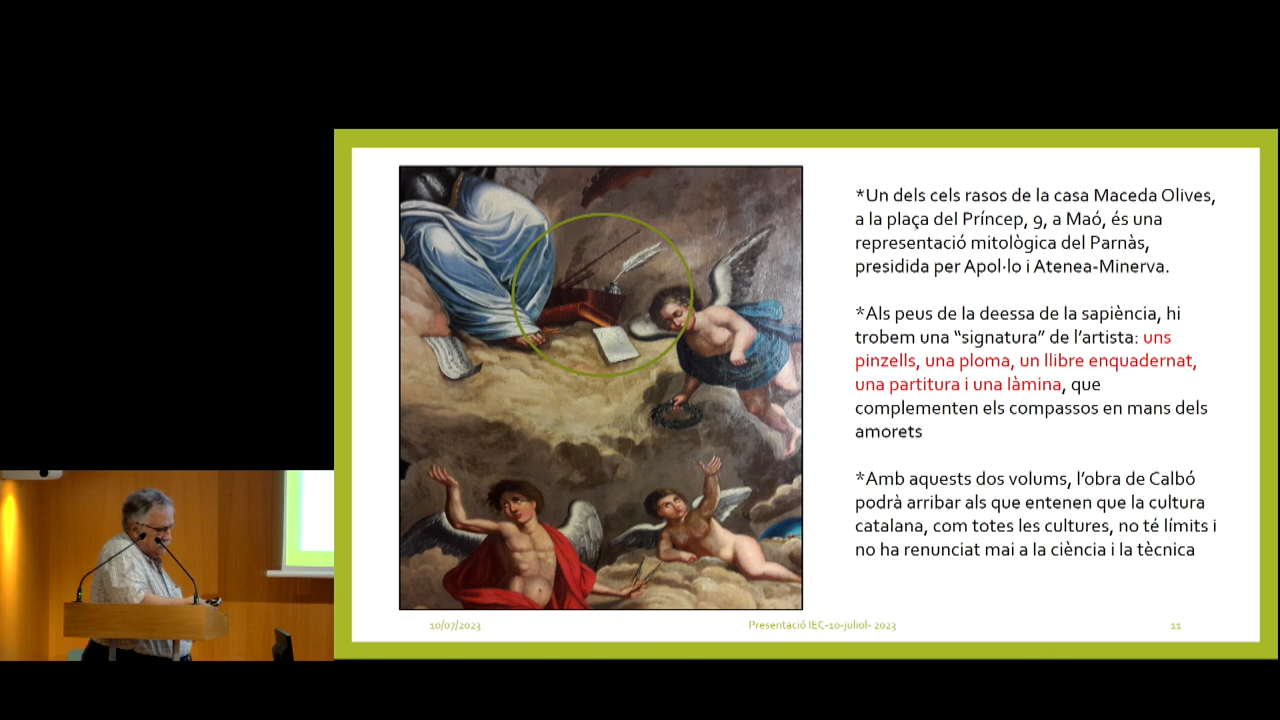 *Un dels cels rasos de la casa Maceda Olives,
a la plaça del Príncep, 9, a Maó, és una
representació mitològica del Parnàs,
presidida per Apol·lo i Atenea-Minerva.
*Als peus de la deessa de la sapiència, hi
trobem una “signatura” de l’artista: uns
pinzells, una ploma, un llibre enquadernat,
una partitura i una làmina, que
complementen els compassos en mans dels
amorets
*Amb aquests dos volums, l’obra de Calbó
podrà arribar als que entenen que la cultura
catalana, com totes les cultures, no té límits i
no ha renunciat mai a la ciència i la tècnica
10/07/2023
Presentació IEC-10-juliol- 2023
11